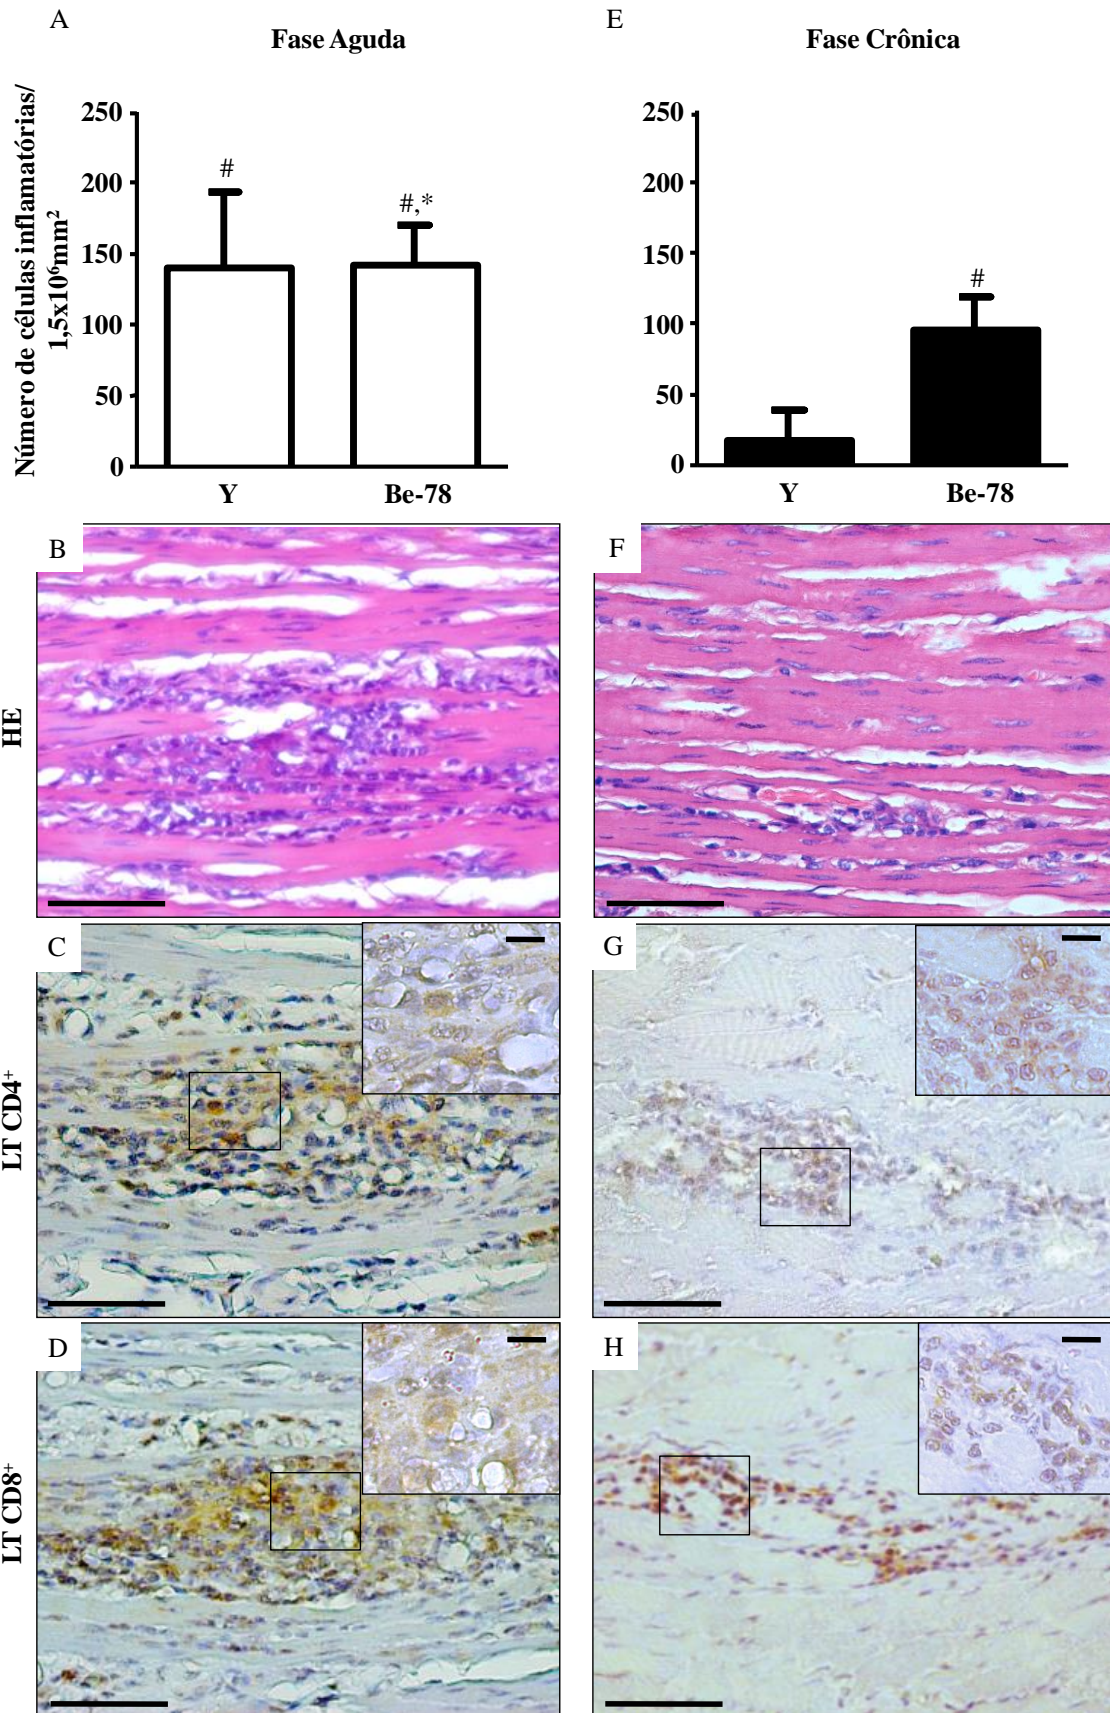 A
Fase Aguda
Número de células inflamatórias/
1,5x10⁶mm²
250
200
150
100
50
0
#
#,*
Y
Be-78
E
Fase Crônica
250
200
150
100
50
0
#
Y
Be-78
HE
B
F
LT CD4⁺
C
G
LT CD8⁺
D
H